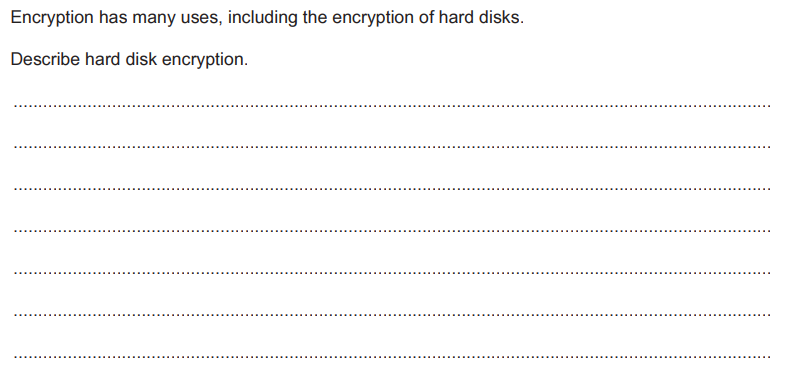 Encryption has many uses, including the encryption of hard disks.
Describe hard disk encryption.